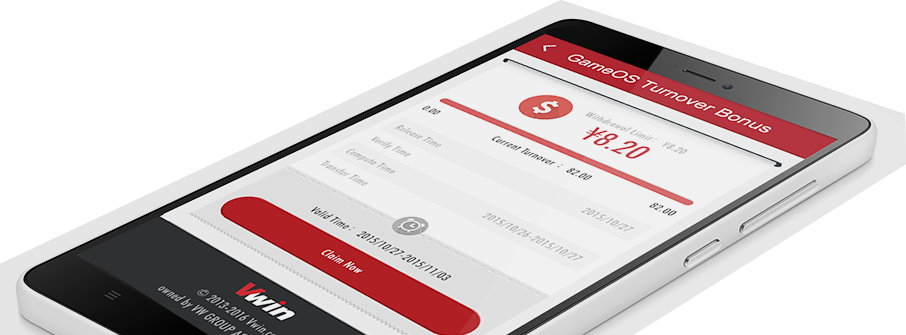 GameOS Turnover Bonus
Withdrawal Limit : ¥8.20
¥8.20
0.00
Current Turnover : 82.00
82.00
Release Time
2015/10/27
Verify Time
2015/10/26-2015/10/27
Compute Time
Transfer Time
Valid Time : 2015/10/27-2015/11/03
Claim Now
Vwin
© 2013-2016 Vwin.co
owned by VW GROUP